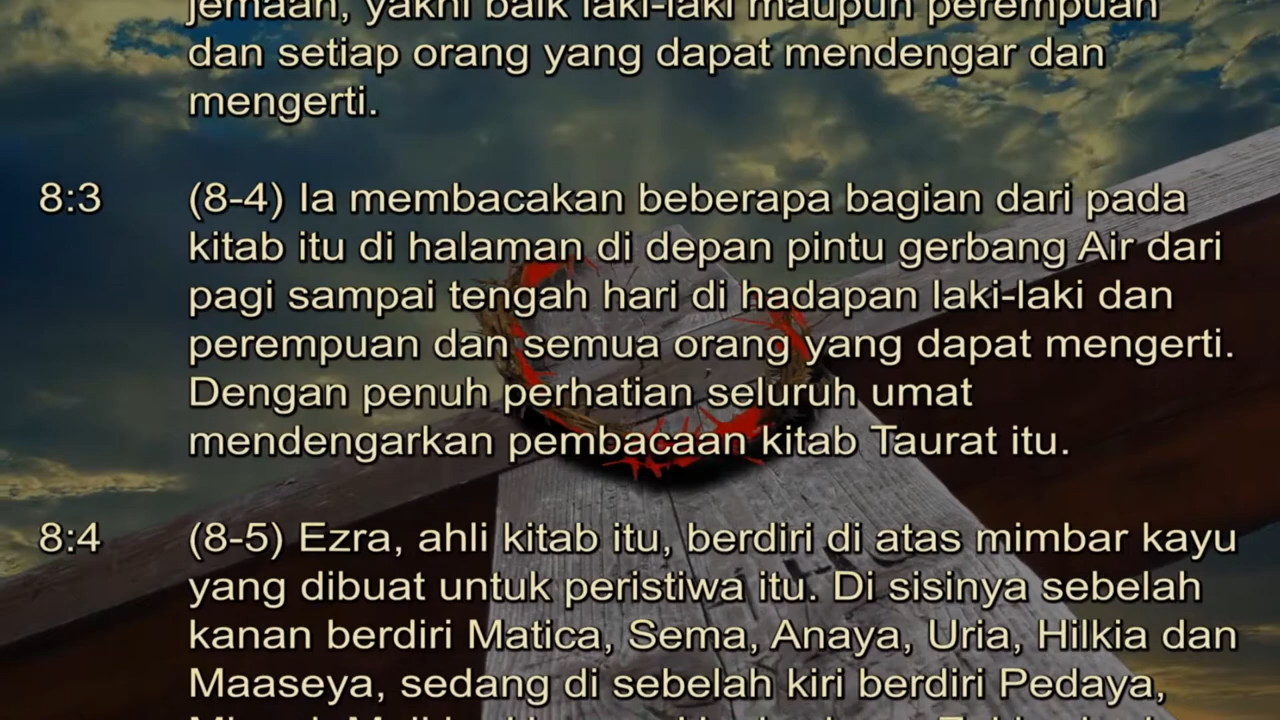 jemaah, yakni baik laki-laki maupun perempuan
dan setiap orang yang dapat mendengar dan
mengerti.
8:3 (8-4) Ia membacakan beberapa bagian dari pada
kitab itu di halaman di depan pintu gerbang Air dari
pagi sampai tengah hari di hadapan laki-laki dan
perempuan dan semua orang yang dapat mengerti.
Dengan penuh perhatian seluruh umat
mendengarkan pembacaan kitab Taurat itu.
8:4 (8-5) Ezra, ahli kitab itu, berdiri di atas mimbar kayu
yang dibuat untuk peristiwa itu. Di sisinya sebelah
kanan berdiri Matica, Sema, Anaya, Uria, Hilkia dan
Maaseya, sedang di sebelah kiri berdiri Pedaya,